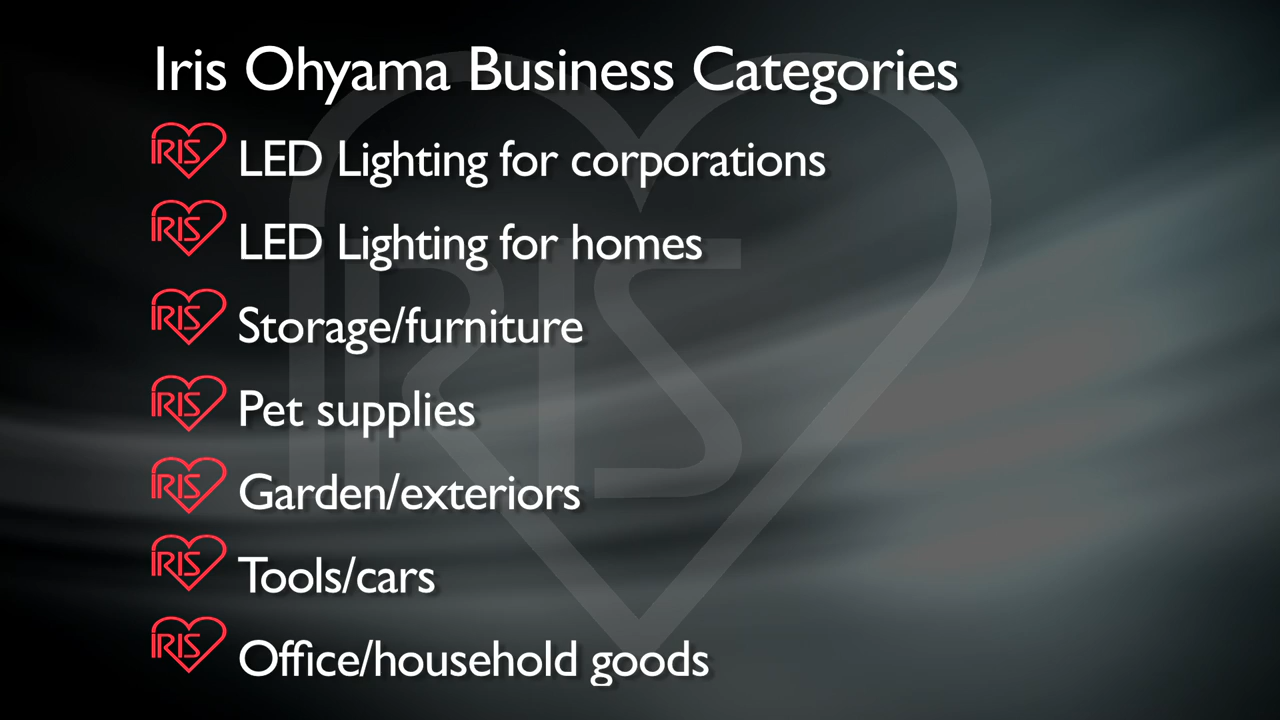 Iris Ohyama Business Categories
IRIS LED Lighting for corporations
IRIS LED Lighting for homes
IRIS Storage/furniture
IRIS Pet supplies
IRIS Garden/exteriors
IRIS Tools/cars
IRIS Office/household goods
IRIS